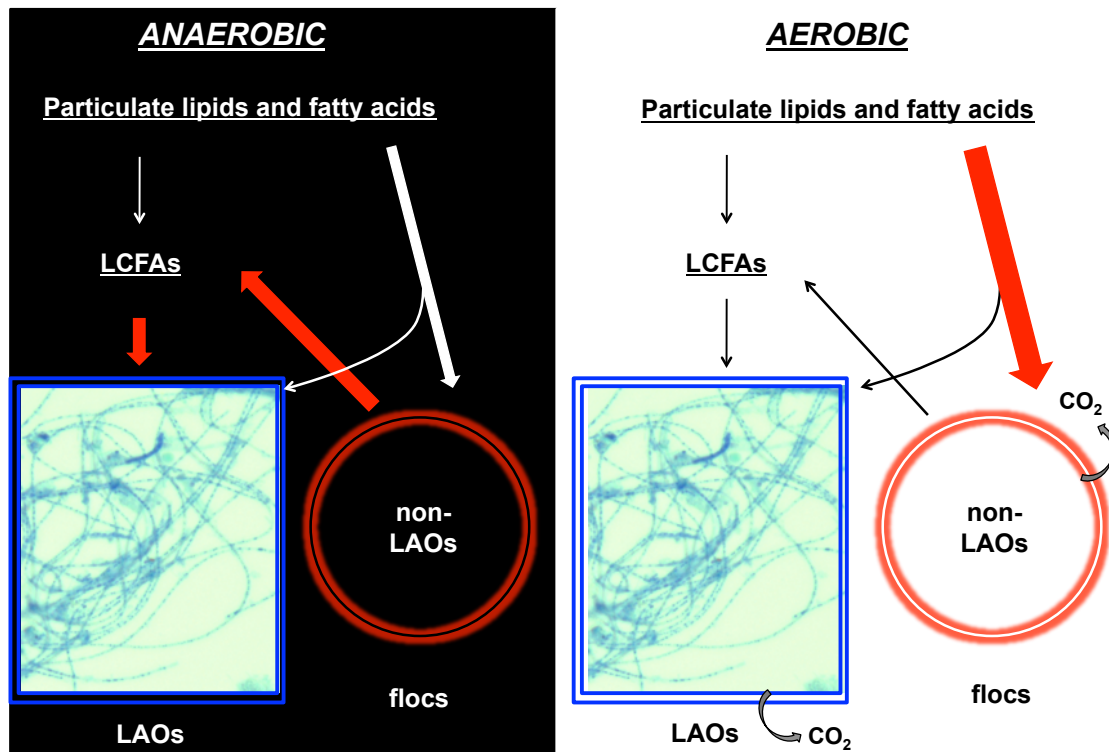 ANAEROBIC
Particulate lipids and fatty acids
LCFAs
non-
LAOs
flocs
LAOs
AEROBIC
Particulate lipids and fatty acids
LCFAs
CO2
non-
LAOs
flocs
LAOs
CO2